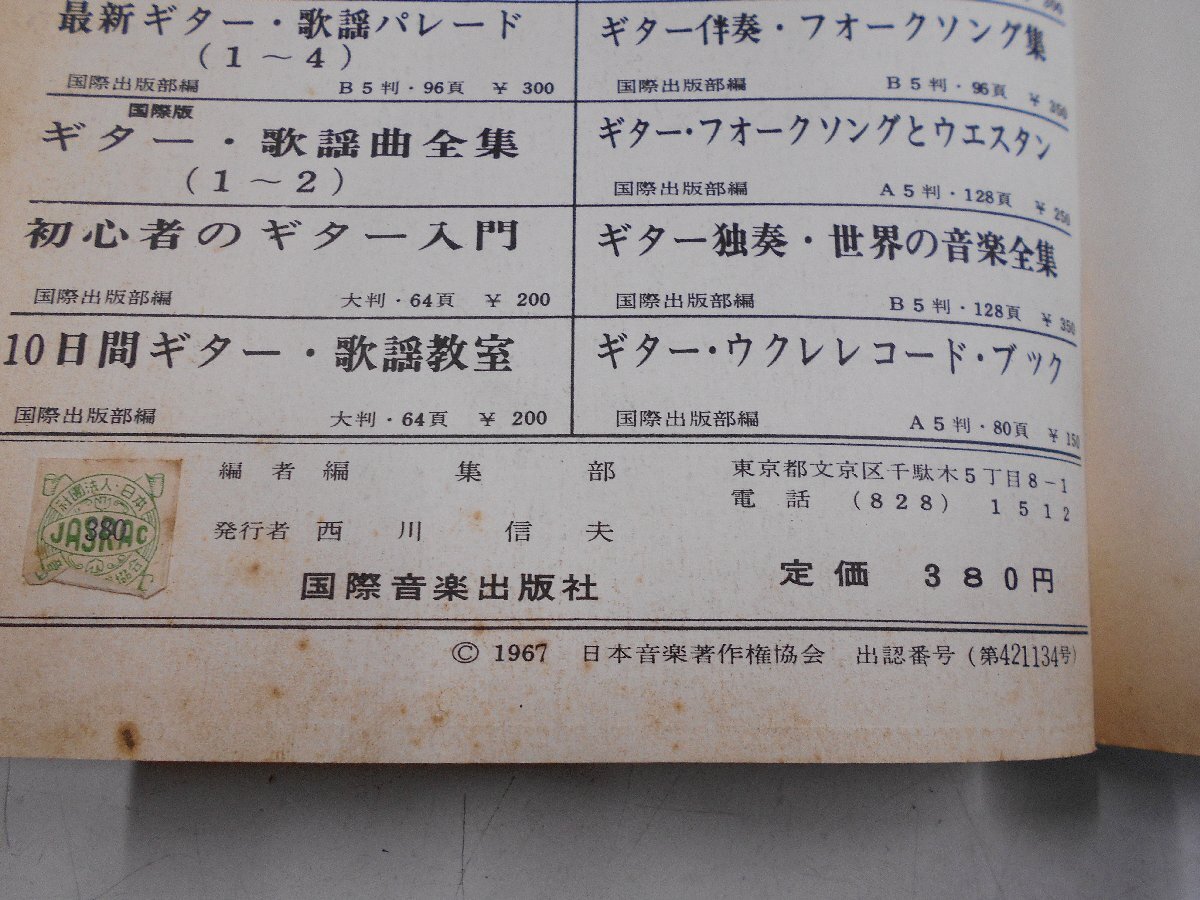 最新ギター・歌謡パレード
(1～4)
国際出版部編 B5判・96頁 ¥300
国際版
ギター・歌謡曲全集
(1～2)
初心者のギター入門
国際出版部編 大判・64頁 ¥200
10日間ギター・歌謡教室
国際出版部編 大判・64頁 ¥200
ギター伴奏・フォークソング集
国際出版部編 B5判・96頁 ¥350
ギター・フォークソングとウエスタン
国際出版部編 A5判・128頁 ¥250
ギター独奏・世界の音楽全集
国際出版部編 B5判・128頁 ¥350
ギター・ウクレレコード・ブック
国際出版部編 A5判・80頁 ¥150
社団法人・日本
380
JASRAC
編者 編集部
発行者 西川信夫
国際音楽出版社
東京都文京区千駄木5丁目8-1
電話 (828) 1512
定価 380円
© 1967 日本音楽著作権協会 出認番号(第421134号)